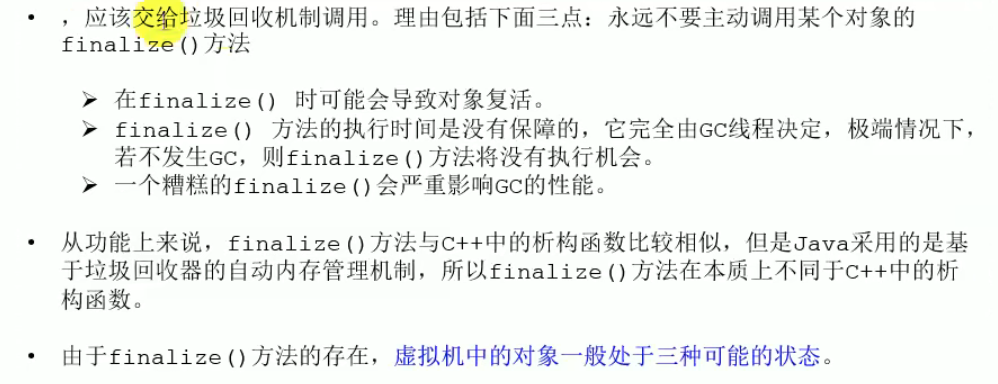 • ，应该交给垃圾回收机制调用。理由包括下面三点：永远不要主动调用某个对象的
finalize()方法
➢ 在finalize() 时可能会导致对象复活。
➢ finalize() 方法的执行时间是没有保障的，它完全由GC线程决定，极端情况下，
若不发生GC，则finalize()方法将没有执行机会。
➢ 一个糟糕的finalize()会严重影响GC的性能。
• 从功能上来说，finalize()方法与C++中的析构函数比较相似，但是Java采用的是基
于垃圾回收器的自动内存管理机制，所以finalize()方法在本质上不同于C++中的析
构函数。
• 由于finalize()方法的存在，虚拟机中的对象一般处于三种可能的状态。